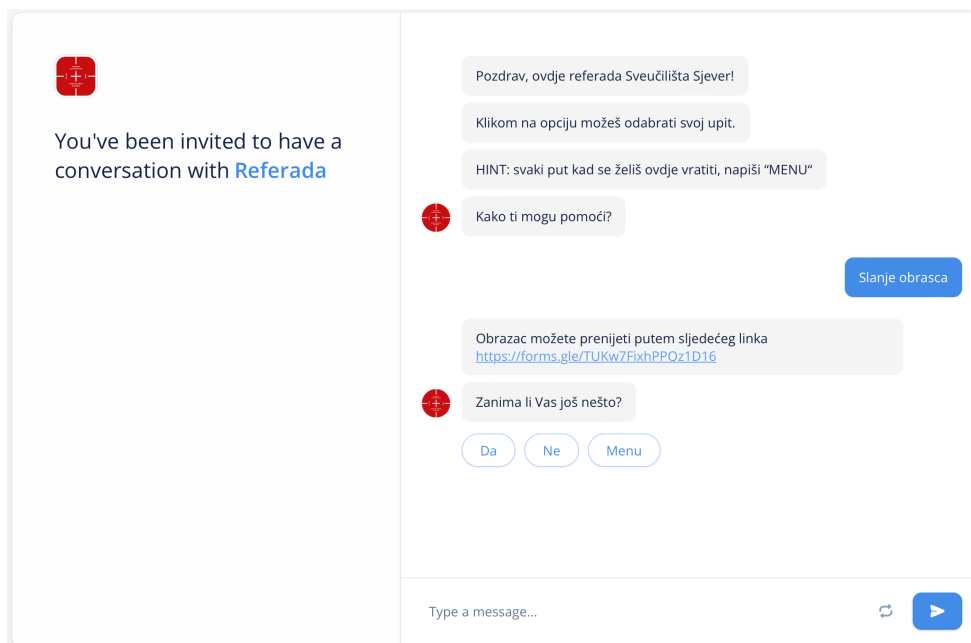 You've been invited to have a
conversation with Referada
Pozdrav, ovdje referada Sveučilišta Sjever!
Klikom na opciju možeš odabrati svoj upit.
HINT: svaki put kad se želiš ovdje vratiti, napiši “MENU“
Kako ti mogu pomoći?
Slanje obrasca
Obrazac možete prenijeti putem sljedećeg linka
https://forms.gle/TUKw7FixhPPQz1D16
Zanima li Vas još nešto?
Da
Ne
Menu
Type a message...